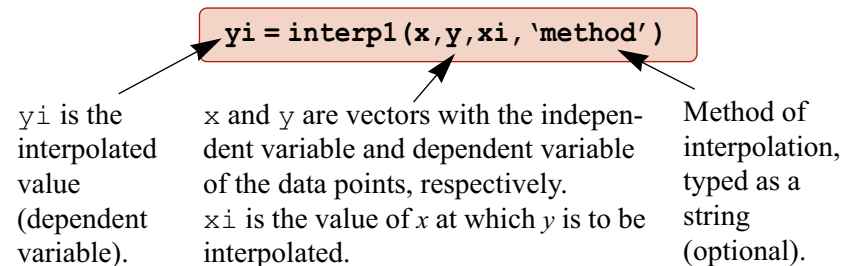 yi = interp1(x,y,xi,‘method’)
yi is the
interpolated
value
(dependent
variable).
x and y are vectors with the indepen-
dent variable and dependent variable
of the data points, respectively.
xi is the value of x at which y is to be
interpolated.
Method of
interpolation,
typed as a
string
(optional).